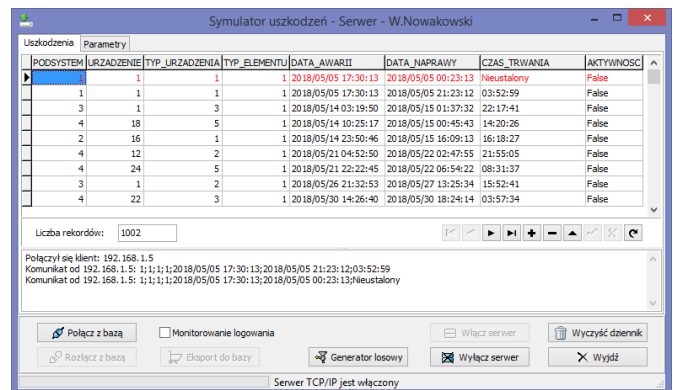 Symulator uszkodzeń - Serwer - W.Nowakowski
Uszkodzenia Parametry
PODSYSTEM URZADZENIE TYP_URZADZENIA TYP_ELEMENTU DATA_AWARII DATA_NAPRAWY CZAS_TRWANIA AKTYWNOSC
1 1 1 1 2018/05/05 17:30:13 2018/05/05 00:23:13 Nieustalony False
1 1 1 1 2018/05/05 17:30:13 2018/05/05 21:23:12 03:52:59 False
3 1 3 1 2018/05/14 03:19:50 2018/05/15 01:37:32 22:17:41 False
4 18 5 1 2018/05/14 10:25:17 2018/05/15 00:45:43 14:20:26 False
2 16 1 1 2018/05/14 23:50:46 2018/05/15 16:09:13 16:18:27 False
4 12 2 1 2018/05/21 04:52:50 2018/05/22 02:47:55 21:55:05 False
4 24 5 1 2018/05/21 22:22:45 2018/05/22 06:54:22 08:31:37 False
3 1 2 1 2018/05/26 21:32:53 2018/05/27 13:25:34 15:52:41 False
4 22 3 1 2018/05/30 14:26:40 2018/05/30 18:24:14 03:57:34 False
Liczba rekordów: 1002
Połączył się klient: 192.168.1.5
Komunikat od 192.168.1.5: 1;1;1;1;2018/05/05 17:30:13;2018/05/05 21:23:12;03:52:59
Komunikat od 192.168.1.5: 1;1;1;1;2018/05/05 17:30:13;2018/05/05 00:23:13;Nieustalony
Połącz z bazą Monitorowanie logowania Włącz serwer Wyczyść dziennik
Rozłącz z bazą Eksport do bazy Generator losowy Wyłącz serwer Wyjdź
Serwer TCP/IP jest włączony